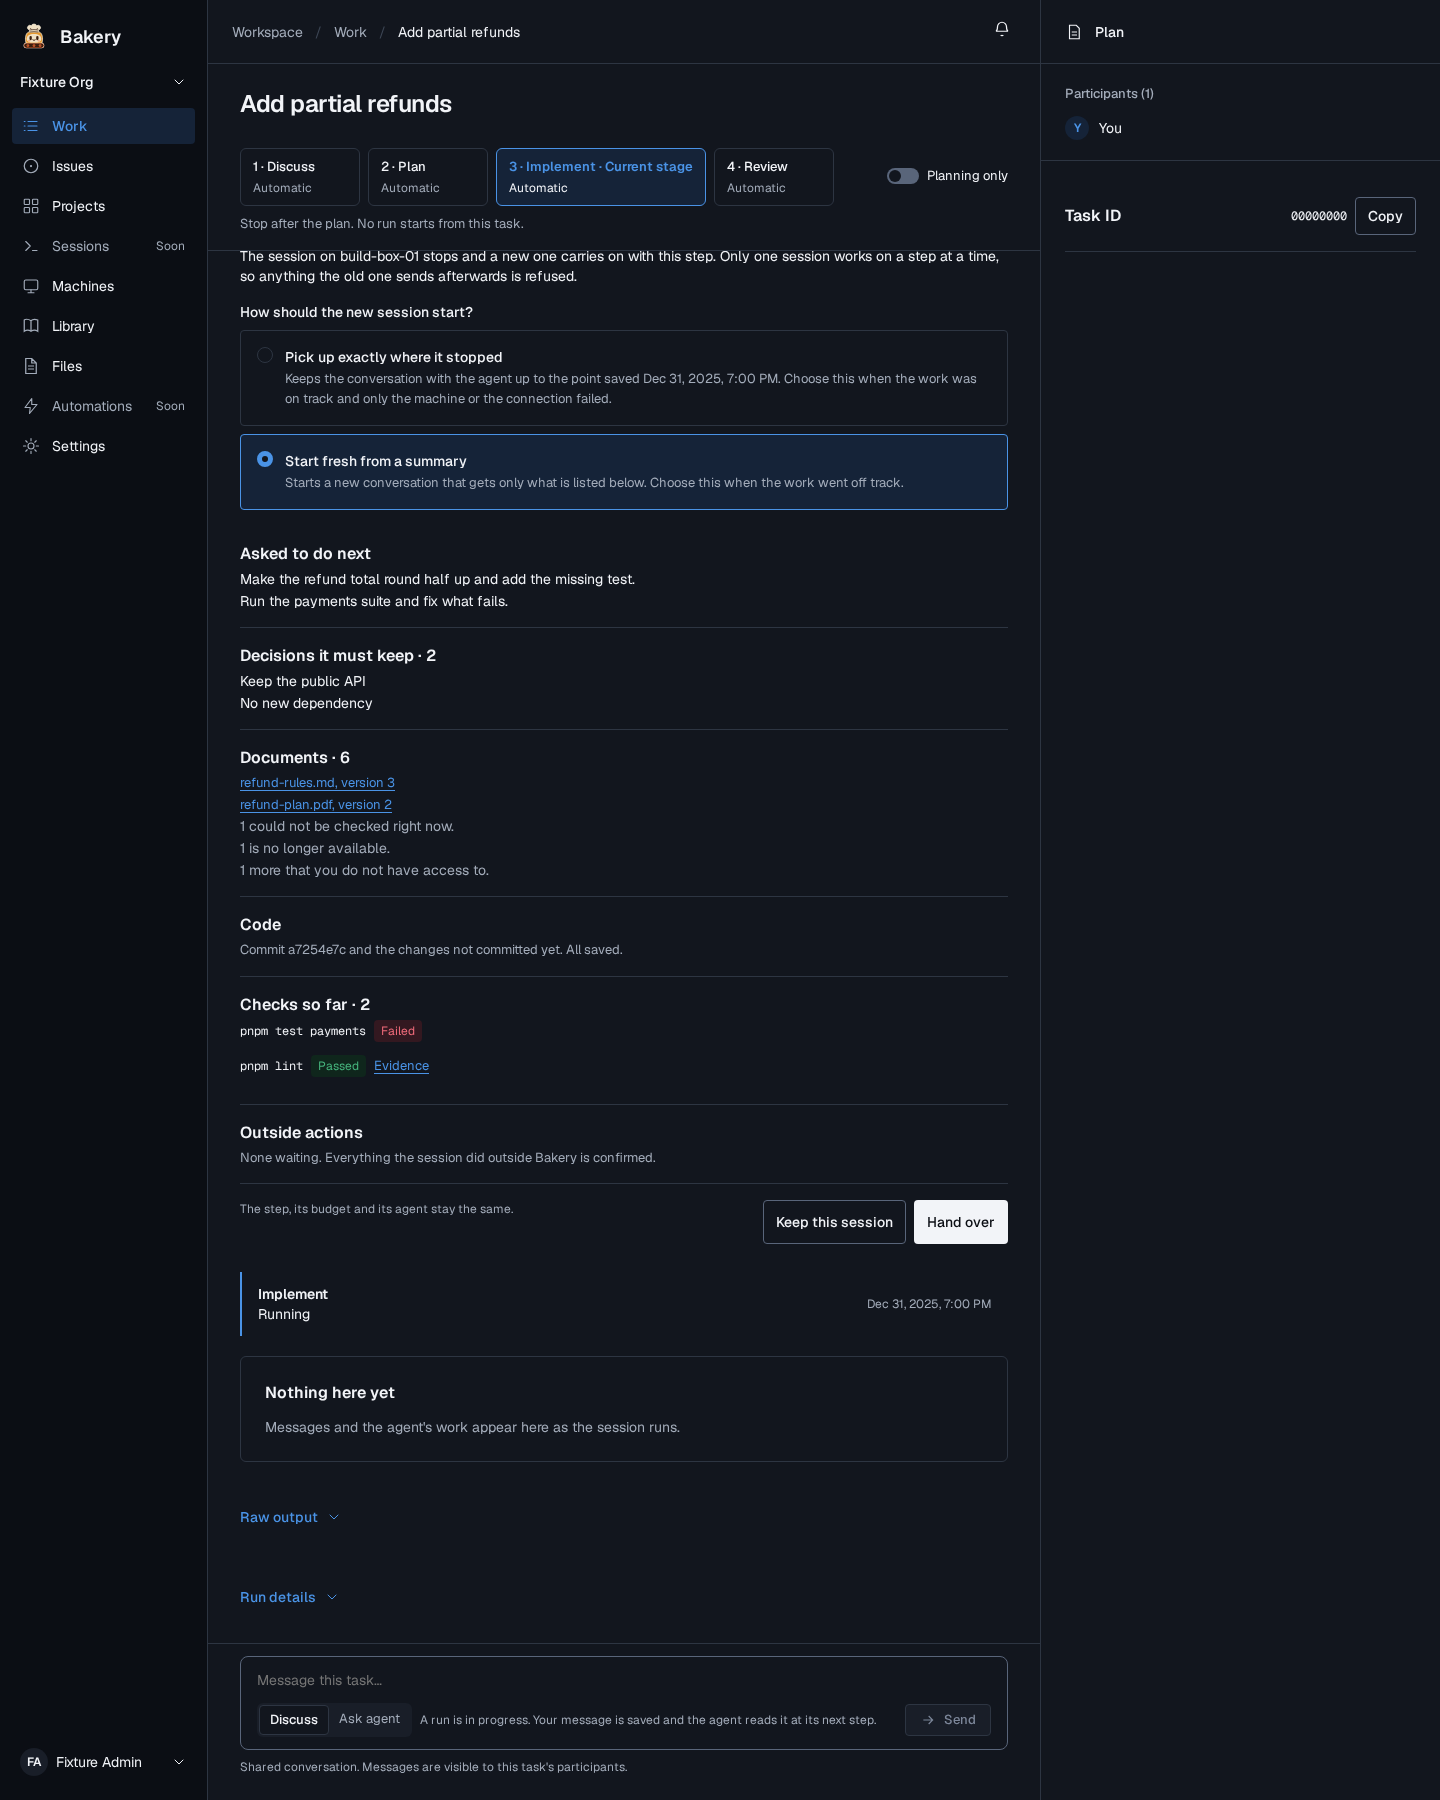 Bakery
Fixture Org
Work
Issues
Projects
Sessions Soon
Machines
Library
Files
Automations Soon
Settings
FA Fixture Admin
Workspace / Work / Add partial refunds
Add partial refunds
1 · Discuss
Automatic
2 · Plan
Automatic
3 · Implement · Current stage
Automatic
4 · Review
Automatic
Planning only
Stop after the plan. No run starts from this task.
The session on build-box-01 stops and a new one carries on with this step. Only one session works on a step at a time,
so anything the old one sends afterwards is refused.
How should the new session start?
Pick up exactly where it stopped
Keeps the conversation with the agent up to the point saved Dec 31, 2025, 7:00 PM. Choose this when the work was
on track and only the machine or the connection failed.
Start fresh from a summary
Starts a new conversation that gets only what is listed below. Choose this when the work went off track.
Asked to do next
Make the refund total round half up and add the missing test.
Run the payments suite and fix what fails.
Decisions it must keep · 2
Keep the public API
No new dependency
Documents · 6
refund-rules.md, version 3
refund-plan.pdf, version 2
1 could not be checked right now.
1 is no longer available.
1 more that you do not have access to.
Code
Commit a7254e7c and the changes not committed yet. All saved.
Checks so far · 2
pnpm test payments Failed
pnpm lint Passed Evidence
Outside actions
None waiting. Everything the session did outside Bakery is confirmed.
The step, its budget and its agent stay the same.
Keep this session
Hand over
Implement
Running
Dec 31, 2025, 7:00 PM
Nothing here yet
Messages and the agent's work appear here as the session runs.
Raw output
Run details
Message this task...
Discuss
Ask agent
A run is in progress. Your message is saved and the agent reads it at its next step.
Send
Shared conversation. Messages are visible to this task's participants.
Plan
Participants (1)
Y You
Task ID 00000000 Copy